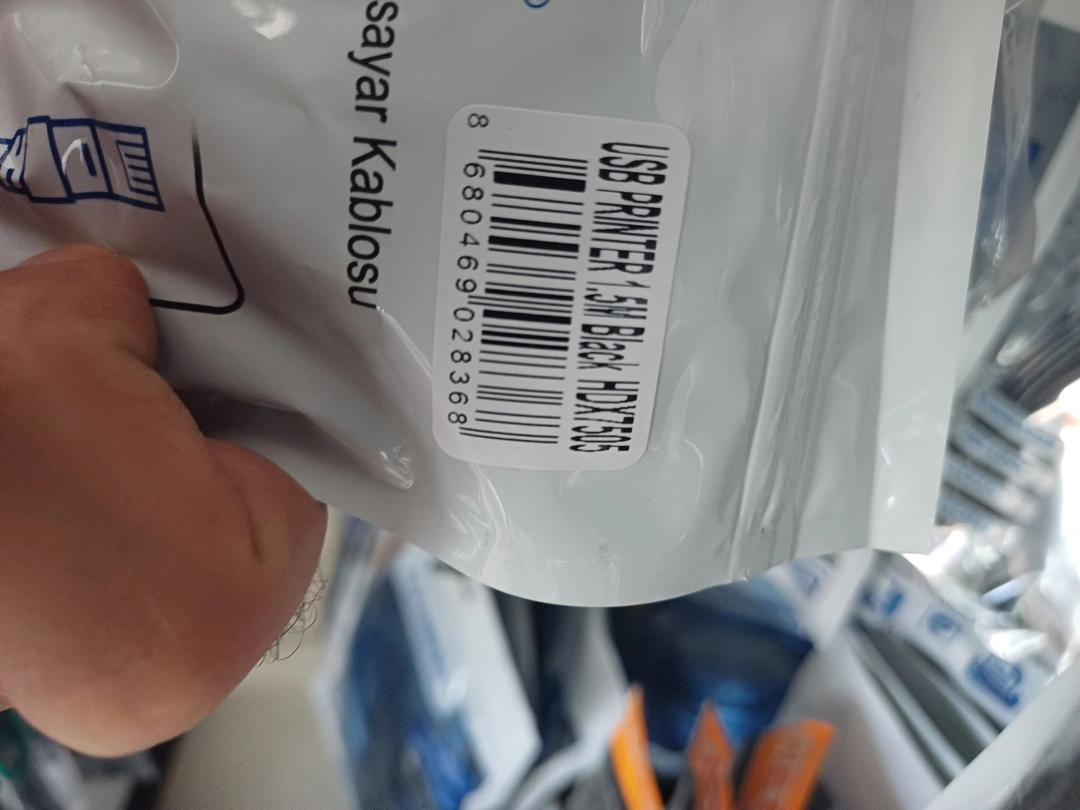 USB PRINTER 1.5M Black HDX7505
8 680469 028368
sayar Kablosu